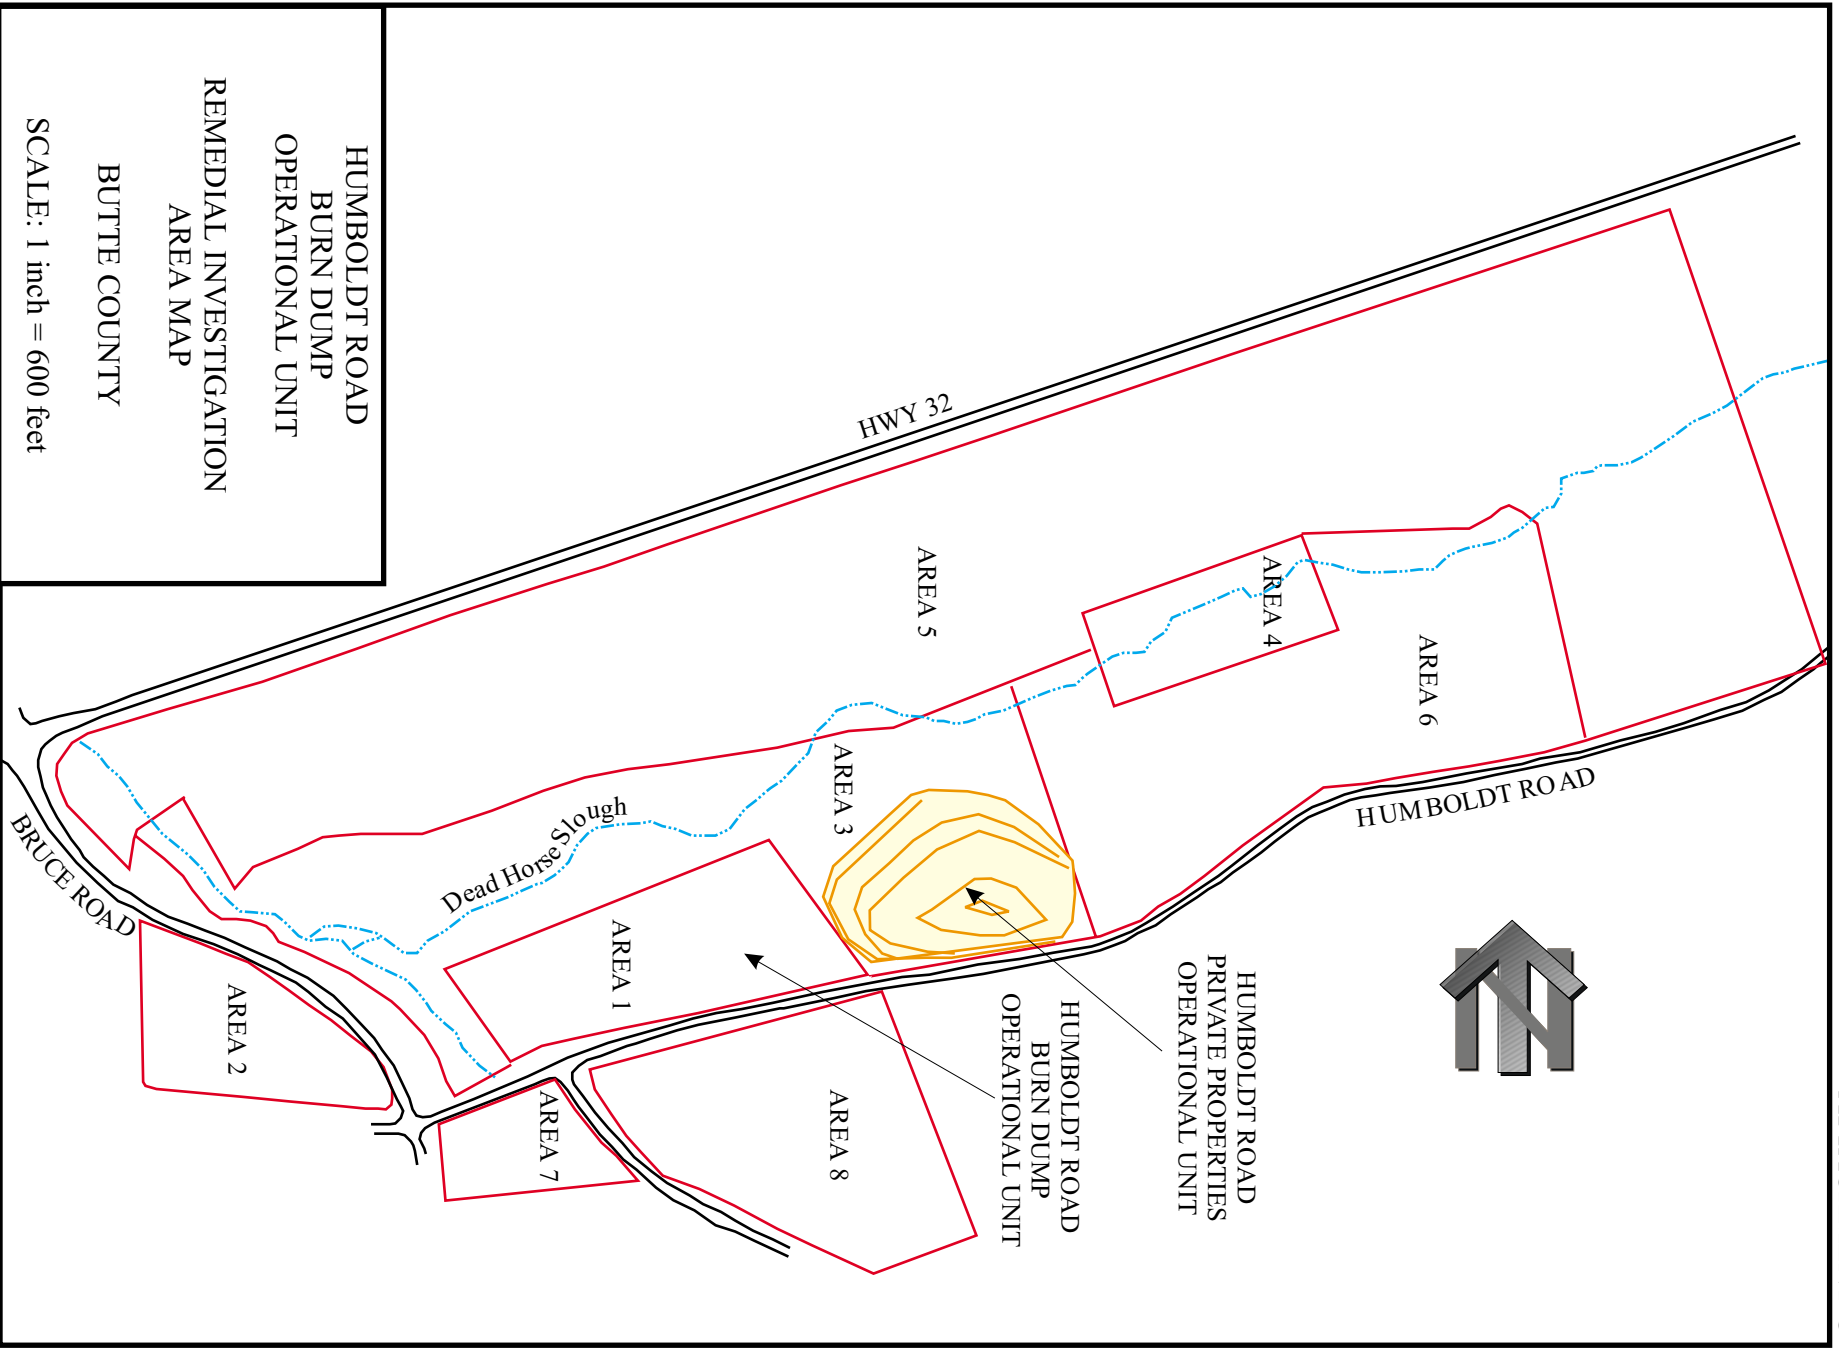 HUMBOLDT ROAD
BURN DUMP
OPERATIONAL UNIT
REMEDIAL INVESTIGATION
AREA MAP
BUTTE COUNTY
SCALE: 1 inch = 600 feet
HWY 32
AREA 5
AREA 4
AREA 6
AREA 3
HUMBOLDT ROAD
Dead Horse Slough
BRUCE ROAD
AREA 1
AREA 2
AREA 7
AREA 8
HUMBOLDT ROAD
PRIVATE PROPERTIES
OPERATIONAL UNIT
HUMBOLDT ROAD
BURN DUMP
OPERATIONAL UNIT
N